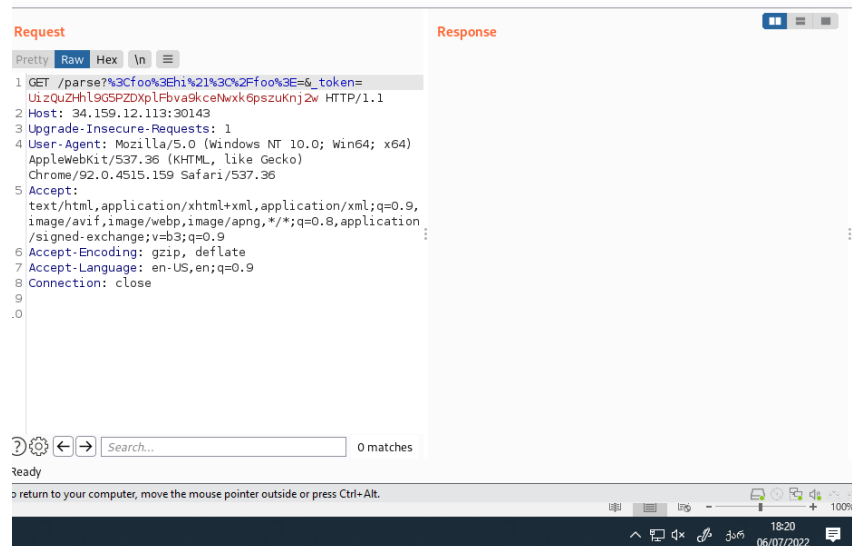 Request
Response
Pretty Raw Hex \n
1 GET /parse?%3Cfoo%3Ehi%21%3C%2Ffoo%3E=&_token=
UizQuZHhl9G5PZDXplFbva9kceNwxk6pszuKnj2w HTTP/1.1
2 Host: 34.159.12.113:30143
3 Upgrade-Insecure-Requests: 1
4 User-Agent: Mozilla/5.0 (Windows NT 10.0; Win64; x64)
AppleWebKit/537.36 (KHTML, like Gecko)
Chrome/92.0.4515.159 Safari/537.36
5 Accept:
text/html,application/xhtml+xml,application/xml;q=0.9,
image/avif,image/webp,image/apng,*/*;q=0.8,application
/signed-exchange;v=b3;q=0.9
6 Accept-Encoding: gzip, deflate
7 Accept-Language: en-US,en;q=0.9
8 Connection: close
9
.0
? Search... 0 matches
Ready
o return to your computer, move the mouse pointer outside or press Ctrl+Alt.
- + 100%
ქარ 18:20
06/07/2022